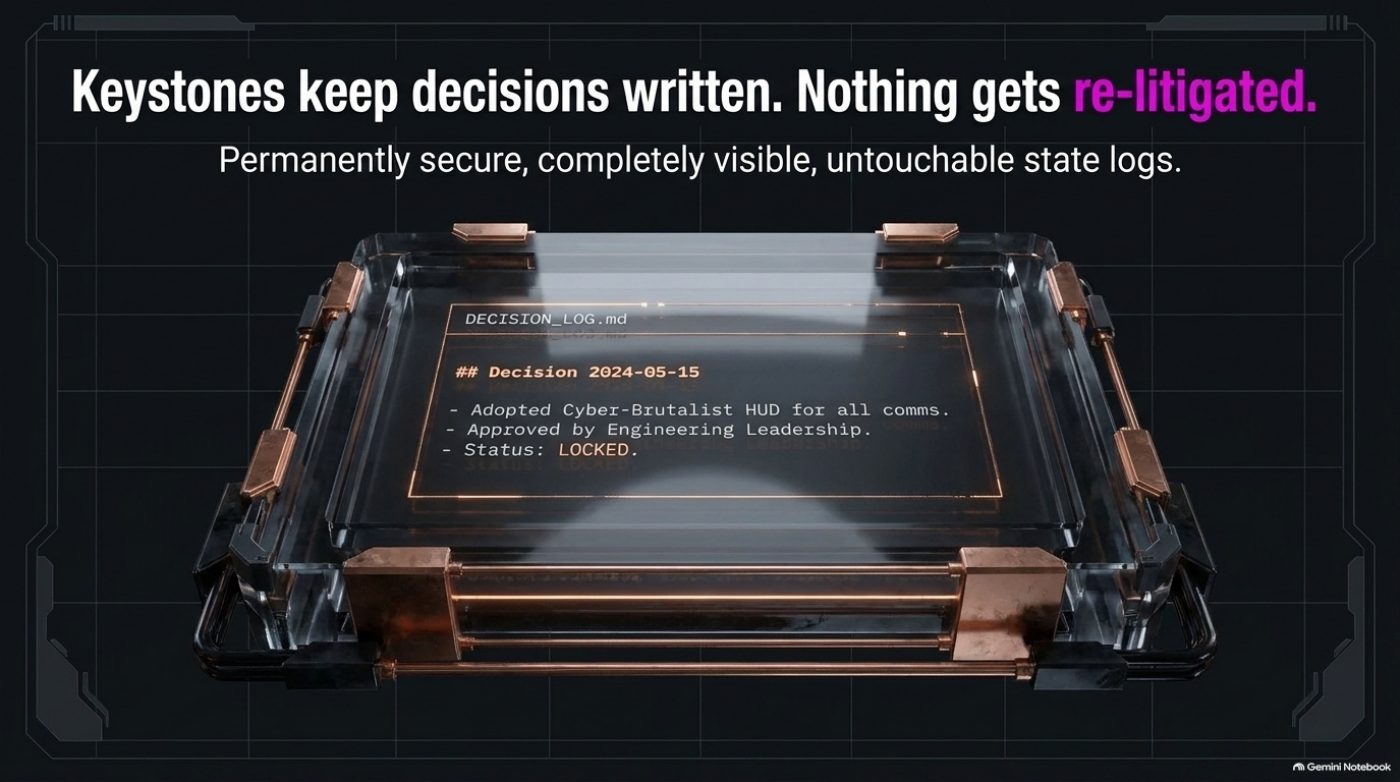 Keystones keep decisions written. Nothing gets re-litigated.
Permanently secure, completely visible, untouchable state logs.
DECISION_LOG.md
## Decision 2024-05-15
- Adopted Cyber-Brutalist HUD for all comms.
- Approved by Engineering Leadership.
- Status: LOCKED.
Gemini Notebook